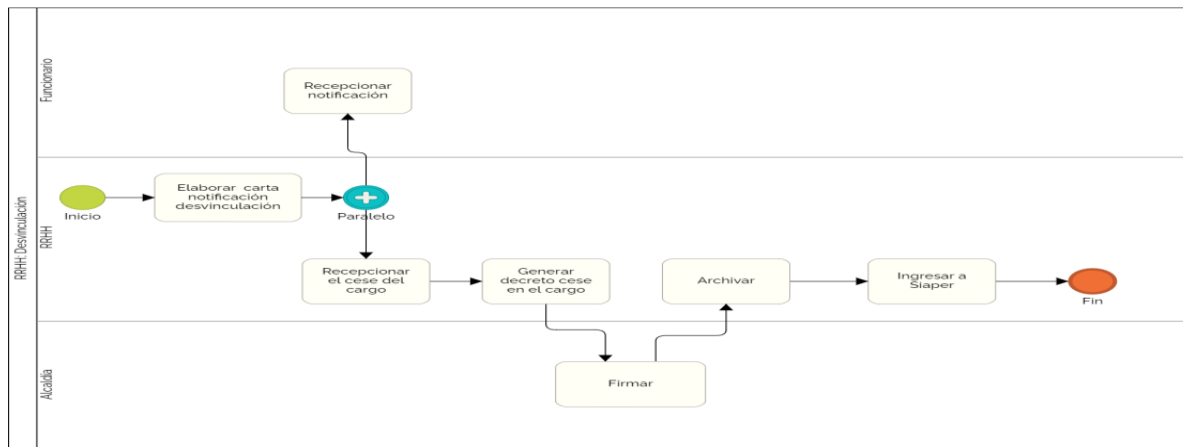 RRHH: Desvinculación
Funcionario
Recepcionar
notificación
RRHH
Inicio
Elaborar carta
notificación
desvinculación
Paralelo
Recepcionar
el cese del
cargo
Generar
decreto cese
en el cargo
Archivar
Ingresar a
Siaper
Fin
Alcaldia
Firmar